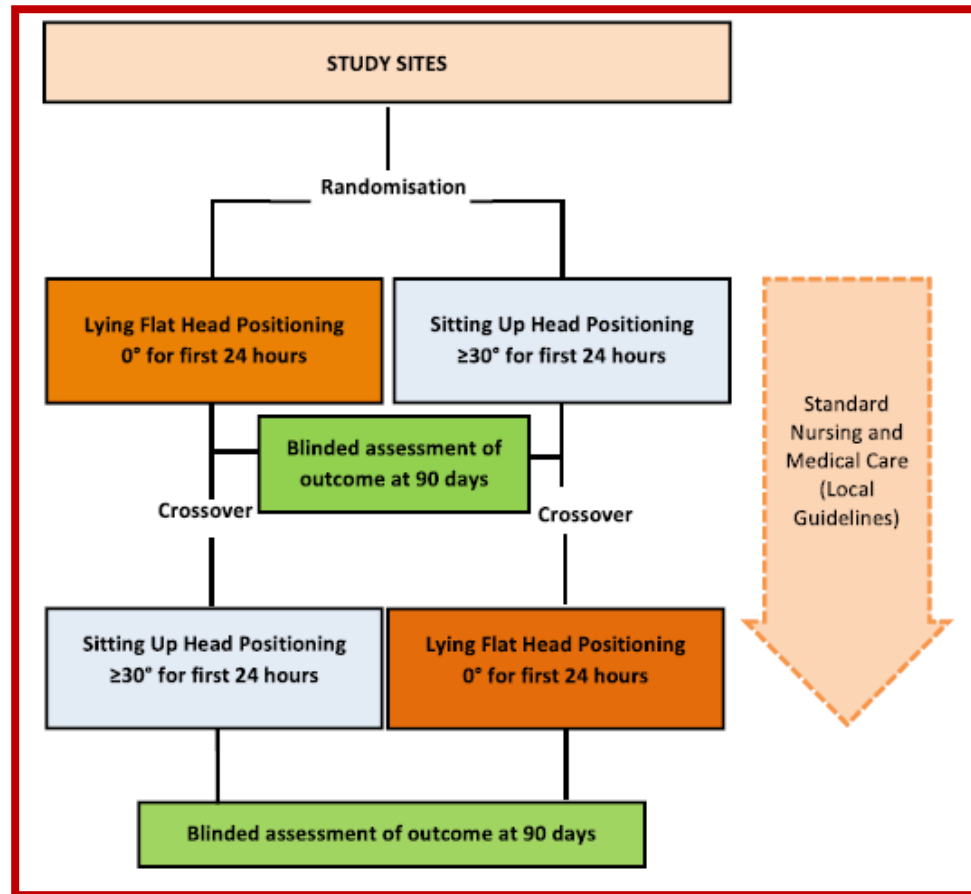 STUDY SITES
Randomisation
Lying Flat Head Positioning
0° for first 24 hours
Sitting Up Head Positioning
≥30° for first 24 hours
Blinded assessment of
outcome at 90 days
Crossover
Crossover
Standard
Nursing and
Medical Care
(Local
Guidelines)
Sitting Up Head Positioning
≥30° for first 24 hours
Lying Flat Head Positioning
0° for first 24 hours
Blinded assessment of outcome at 90 days